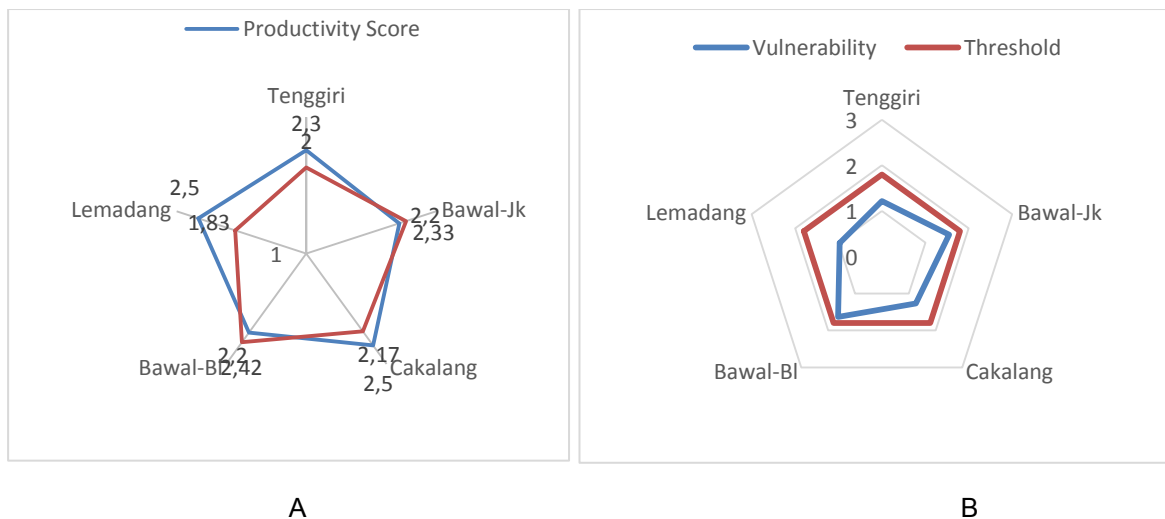 Productivity Score
Tenggiri
2,3
2
2,5
Lemadang
1,83
2,2
Bawal-Jk
2,33
1
2,2
Bawal-Bl
2,42
2,17
Cakalang
2,5
A
Vulnerability Threshold
Tenggiri
3
2
Lemadang
Bawal-Jk
1
0
Bawal-Bl
Cakalang
B